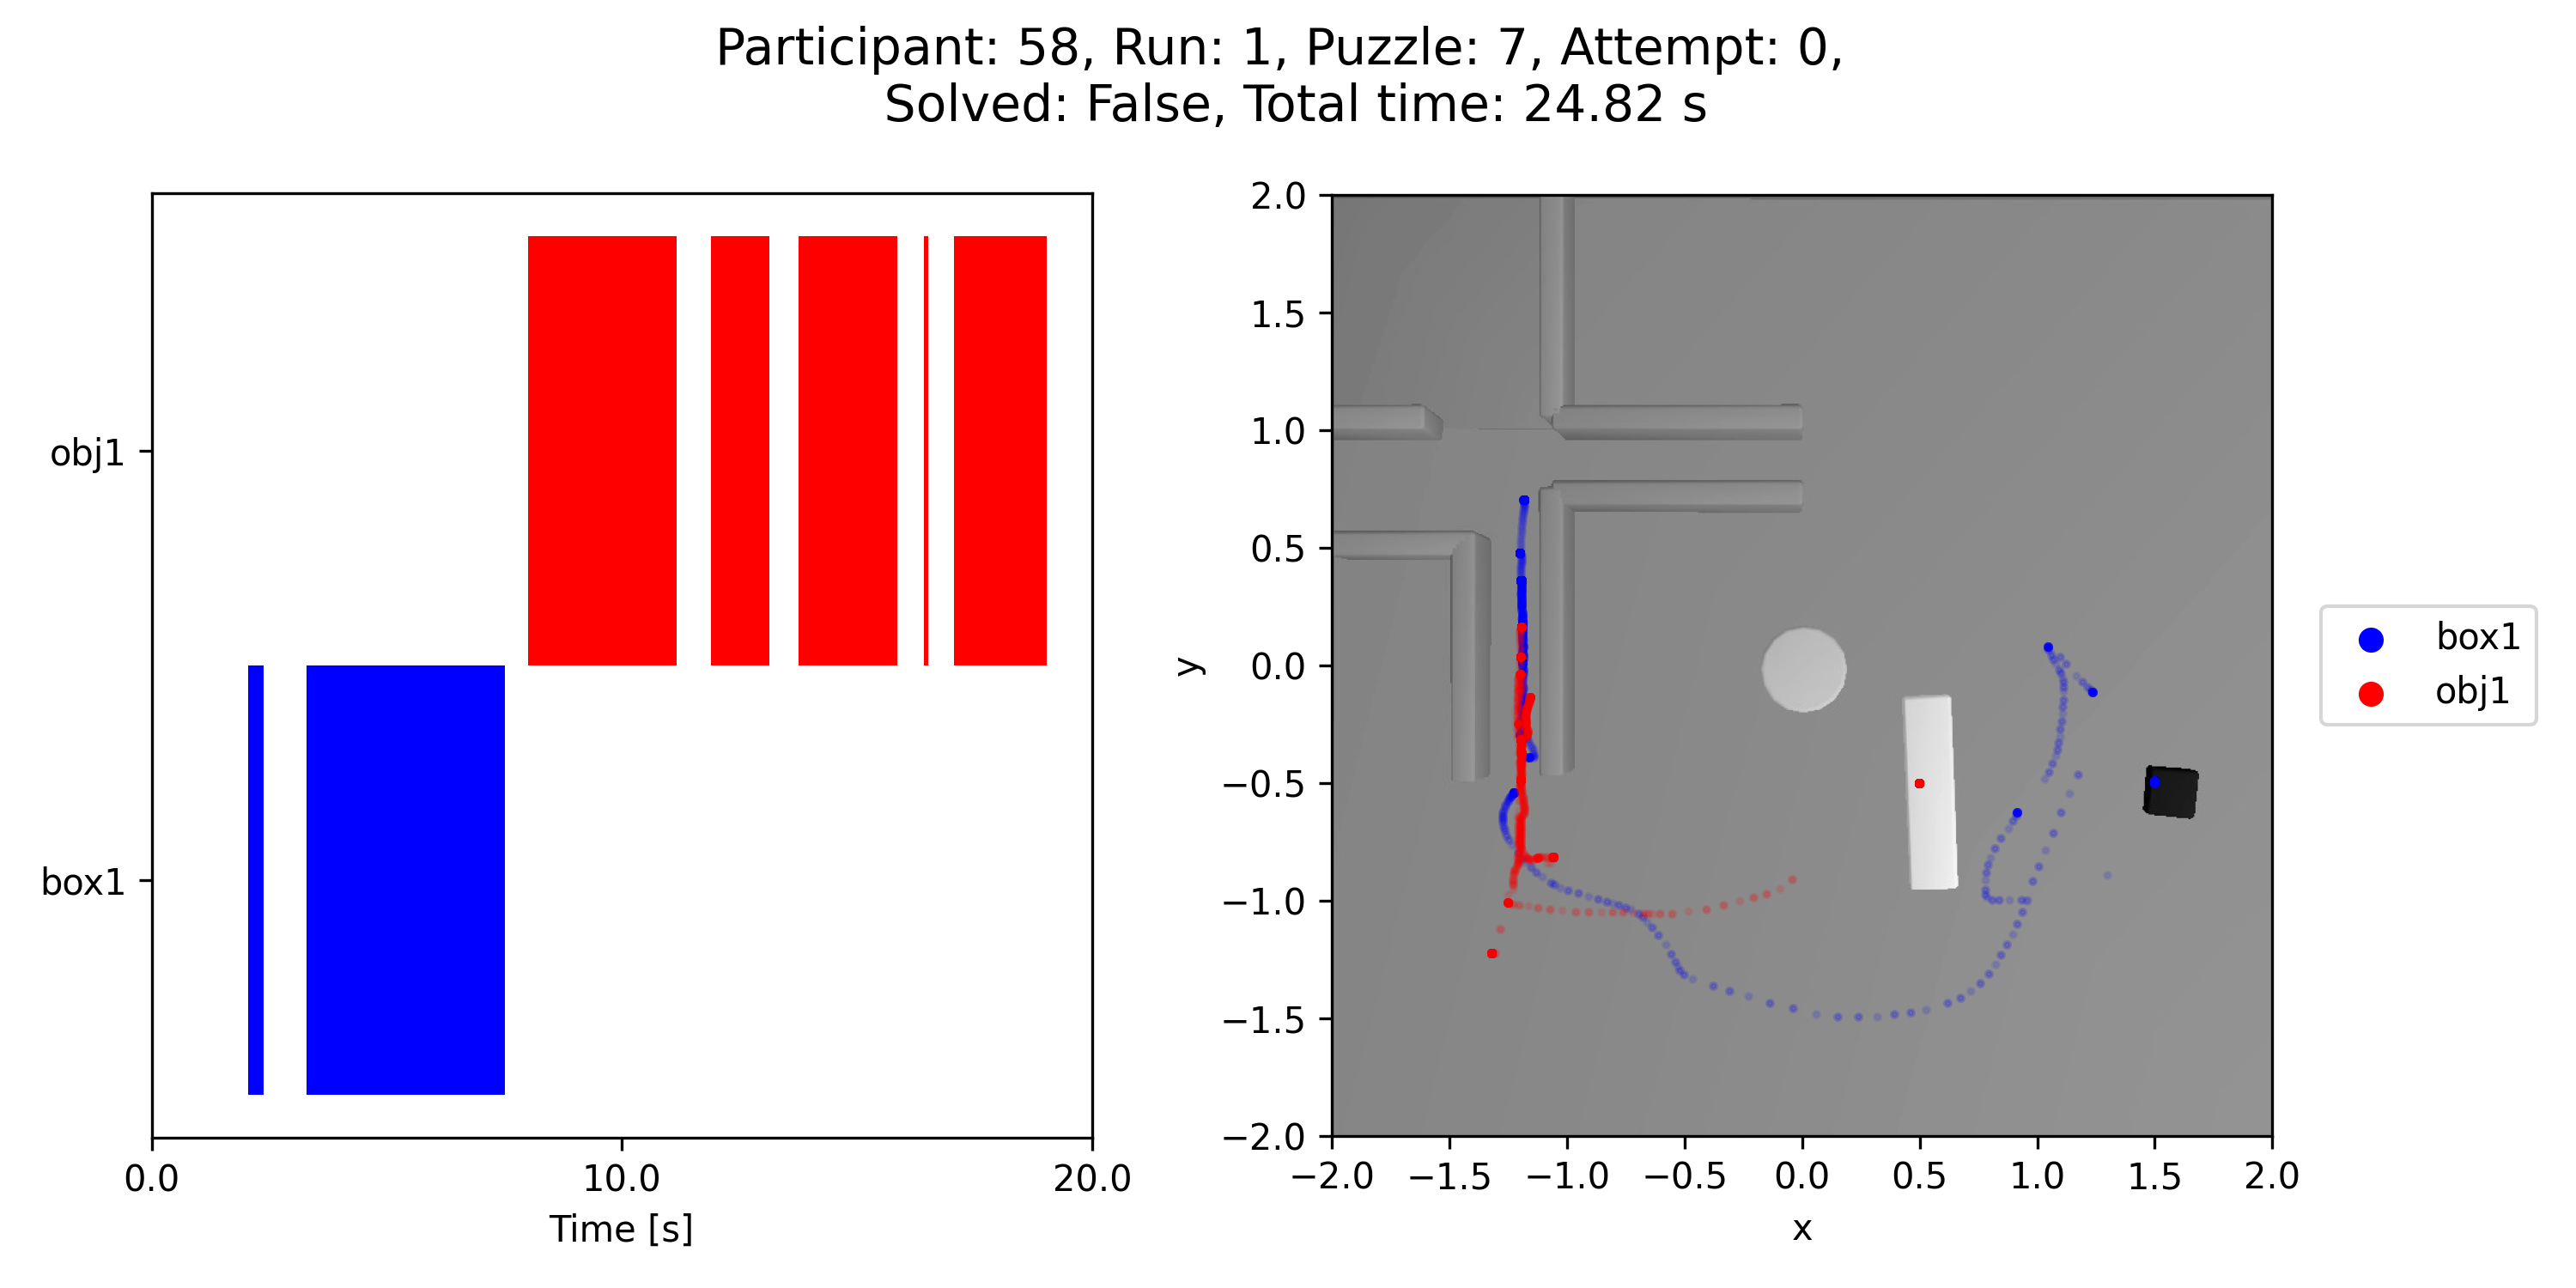 Participant: 58, Run: 1, Puzzle: 7, Attempt: 0,
Solved: False, Total time: 24.82 s
obj1
box1
0.0 10.0 20.0
Time [s]
2.0
1.5
1.0
0.5
0.0
−0.5
−1.0
−1.5
−2.0
y
−2.0 −1.5 −1.0 −0.5 0.0 0.5 1.0 1.5 2.0
x
box1
obj1